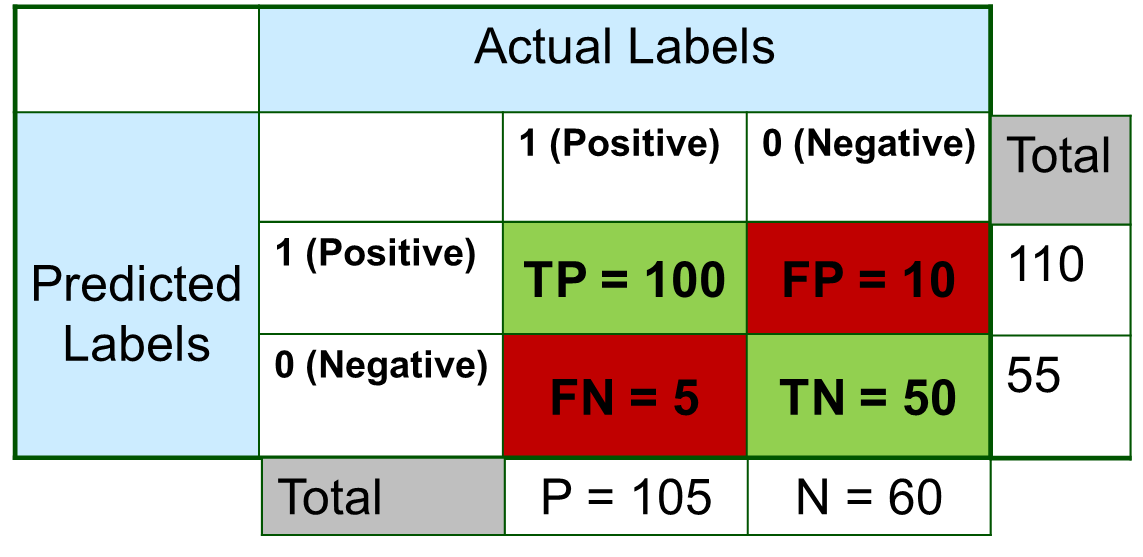 Actual Labels
1 (Positive)
0 (Negative)
Total
Predicted
Labels
1 (Positive)
TP = 100
FP = 10
110
0 (Negative)
FN = 5
TN = 50
55
Total
P = 105
N = 60